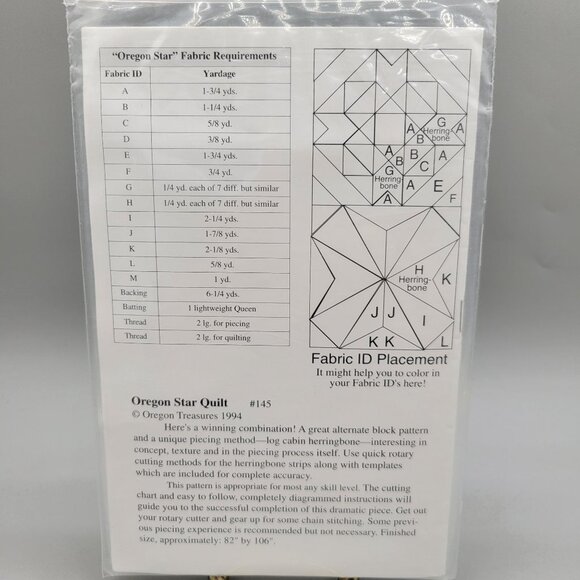 "Oregon Star" Fabric Requirements
Fabric ID Yardage
A 1-3/4 yds.
B 1-1/4 yds.
C 5/8 yd.
D 3/8 yd.
E 1-3/4 yds.
F 3/4 yd.
G 1/4 yd. each of 7 diff. but similar
H 1/4 yd. each of 7 diff. but similar
I 2-1/4 yds.
J 1-7/8 yds.
K 2-1/8 yds.
L 5/8 yd.
M 1 yd.
Backing 6-1/4 yds.
Batting 1 lightweight Queen
Thread 2 lg. for piecing
Thread 2 lg. for quilting
A G A
Herring-
bone
B
A B A
B C
G
Herring-
bone
A E
A F
H
Herring-
bone
K
J J
I
K K L
Fabric ID Placement
It might help you to color in
your Fabric ID's here!
Oregon Star Quilt #145
© Oregon Treasures 1994
Here's a winning combination! A great alternate block pattern
and a unique piecing method—log cabin herringbone—interesting in
concept, texture and in the piecing process itself. Use quick rotary
cutting methods for the herringbone strips along with templates
which are included for complete accuracy.
This pattern is appropriate for most any skill level. The cutting
chart and easy to follow, completely diagrammed instructions will
guide you to the successful completion of this dramatic piece. Get out
your rotary cutter and gear up for some chain stitching. Some previ-
ous piecing experience is recommended but not necessary. Finished
size, approximately: 82" by 106".